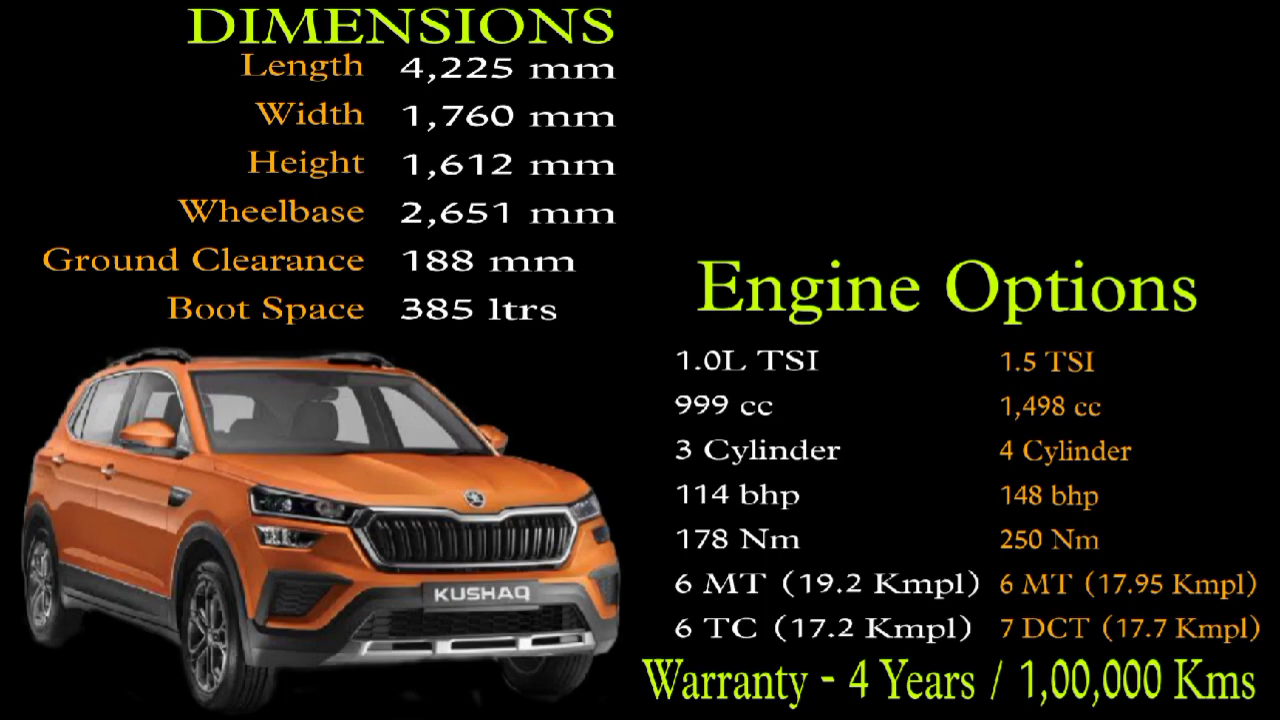 DIMENSIONS
Length 4,225 mm
Width 1,760 mm
Height 1,612 mm
Wheelbase 2,651 mm
Ground Clearance 188 mm
Boot Space 385 ltrs
KUSHAQ
Engine Options
1.0L TSI 1.5 TSI
999 cc 1,498 cc
3 Cylinder 4 Cylinder
114 bhp 148 bhp
178 Nm 250 Nm
6 MT (19.2 Kmpl) 6 MT (17.95 Kmpl)
6 TC (17.2 Kmpl) 7 DCT (17.7 Kmpl)
Warranty - 4 Years / 1,00,000 Kms